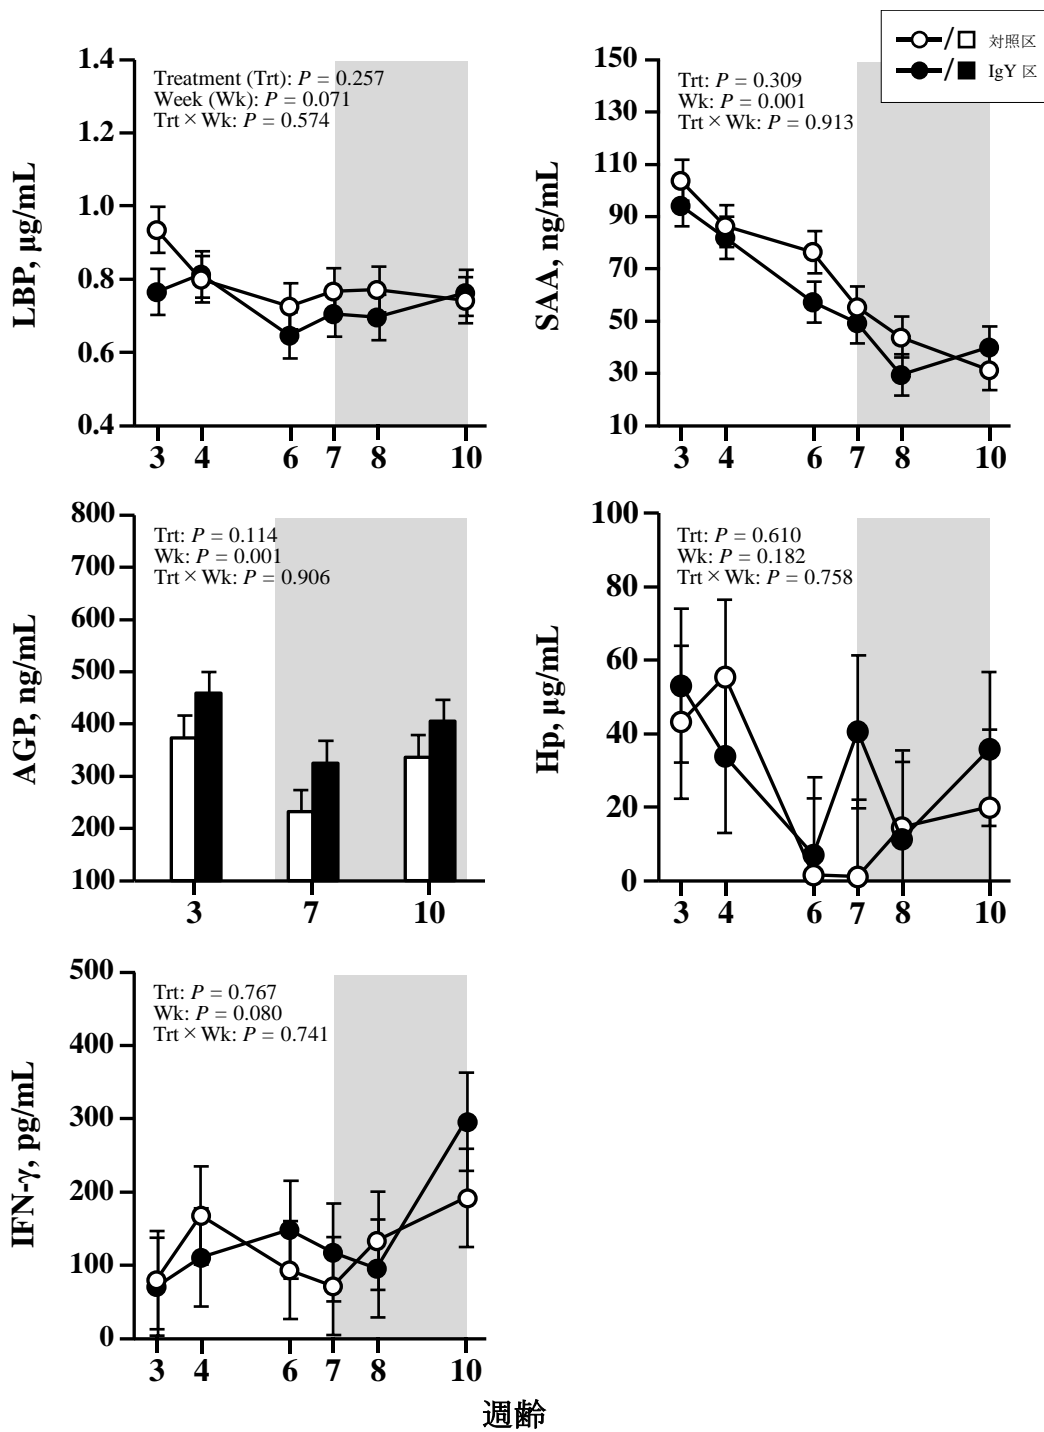 対照区
IgY 区
LBP, μg/mL
1.4
1.2
1.0
0.8
0.6
0.4
Treatment (Trt): P = 0.257
Week (Wk): P = 0.071
Trt × Wk: P = 0.574
3 4 6 7 8 10
SAA, ng/mL
150
130
110
90
70
50
30
10
Trt: P = 0.309
Wk: P = 0.001
Trt × Wk: P = 0.913
3 4 6 7 8 10
AGP, ng/mL
800
700
600
500
400
300
200
100
Trt: P = 0.114
Wk: P = 0.001
Trt × Wk: P = 0.906
3 7 10
Hp, μg/mL
100
80
60
40
20
0
Trt: P = 0.610
Wk: P = 0.182
Trt × Wk: P = 0.758
3 4 6 7 8 10
IFN-γ, pg/mL
500
400
300
200
100
0
Trt: P = 0.767
Wk: P = 0.080
Trt × Wk: P = 0.741
3 4 6 7 8 10
週齢